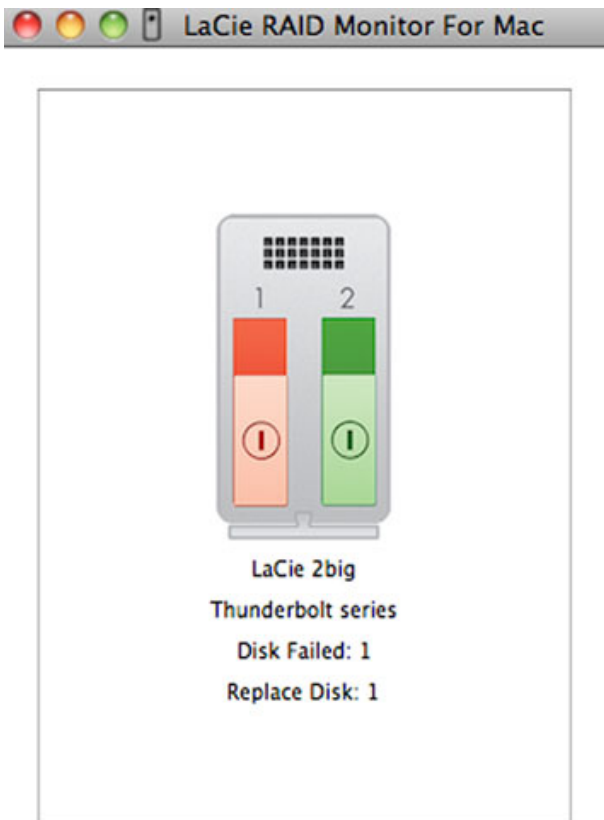 LaCie RAID Monitor For Mac
1 2
LaCie 2big
Thunderbolt series
Disk Failed: 1
Replace Disk: 1